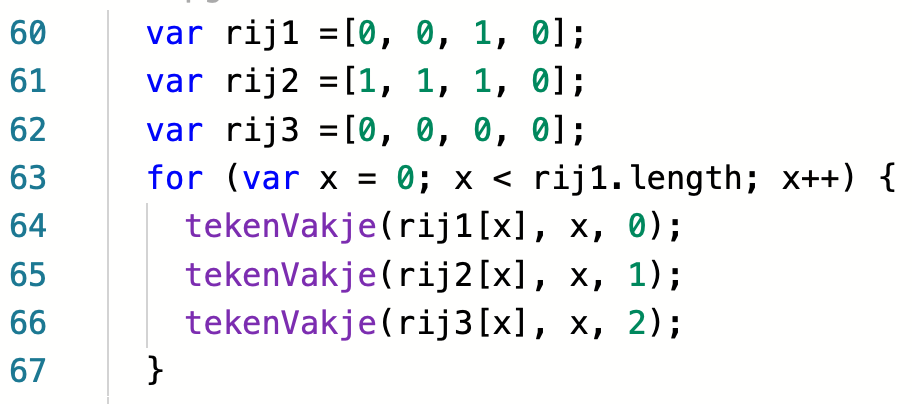 60 var rij1 =[0, 0, 1, 0];
61 var rij2 =[1, 1, 1, 0];
62 var rij3 =[0, 0, 0, 0];
63 for (var x = 0; x < rij1.length; x++) {
64 tekenVakje(rij1[x], x, 0);
65 tekenVakje(rij2[x], x, 1);
66 tekenVakje(rij3[x], x, 2);
67 }